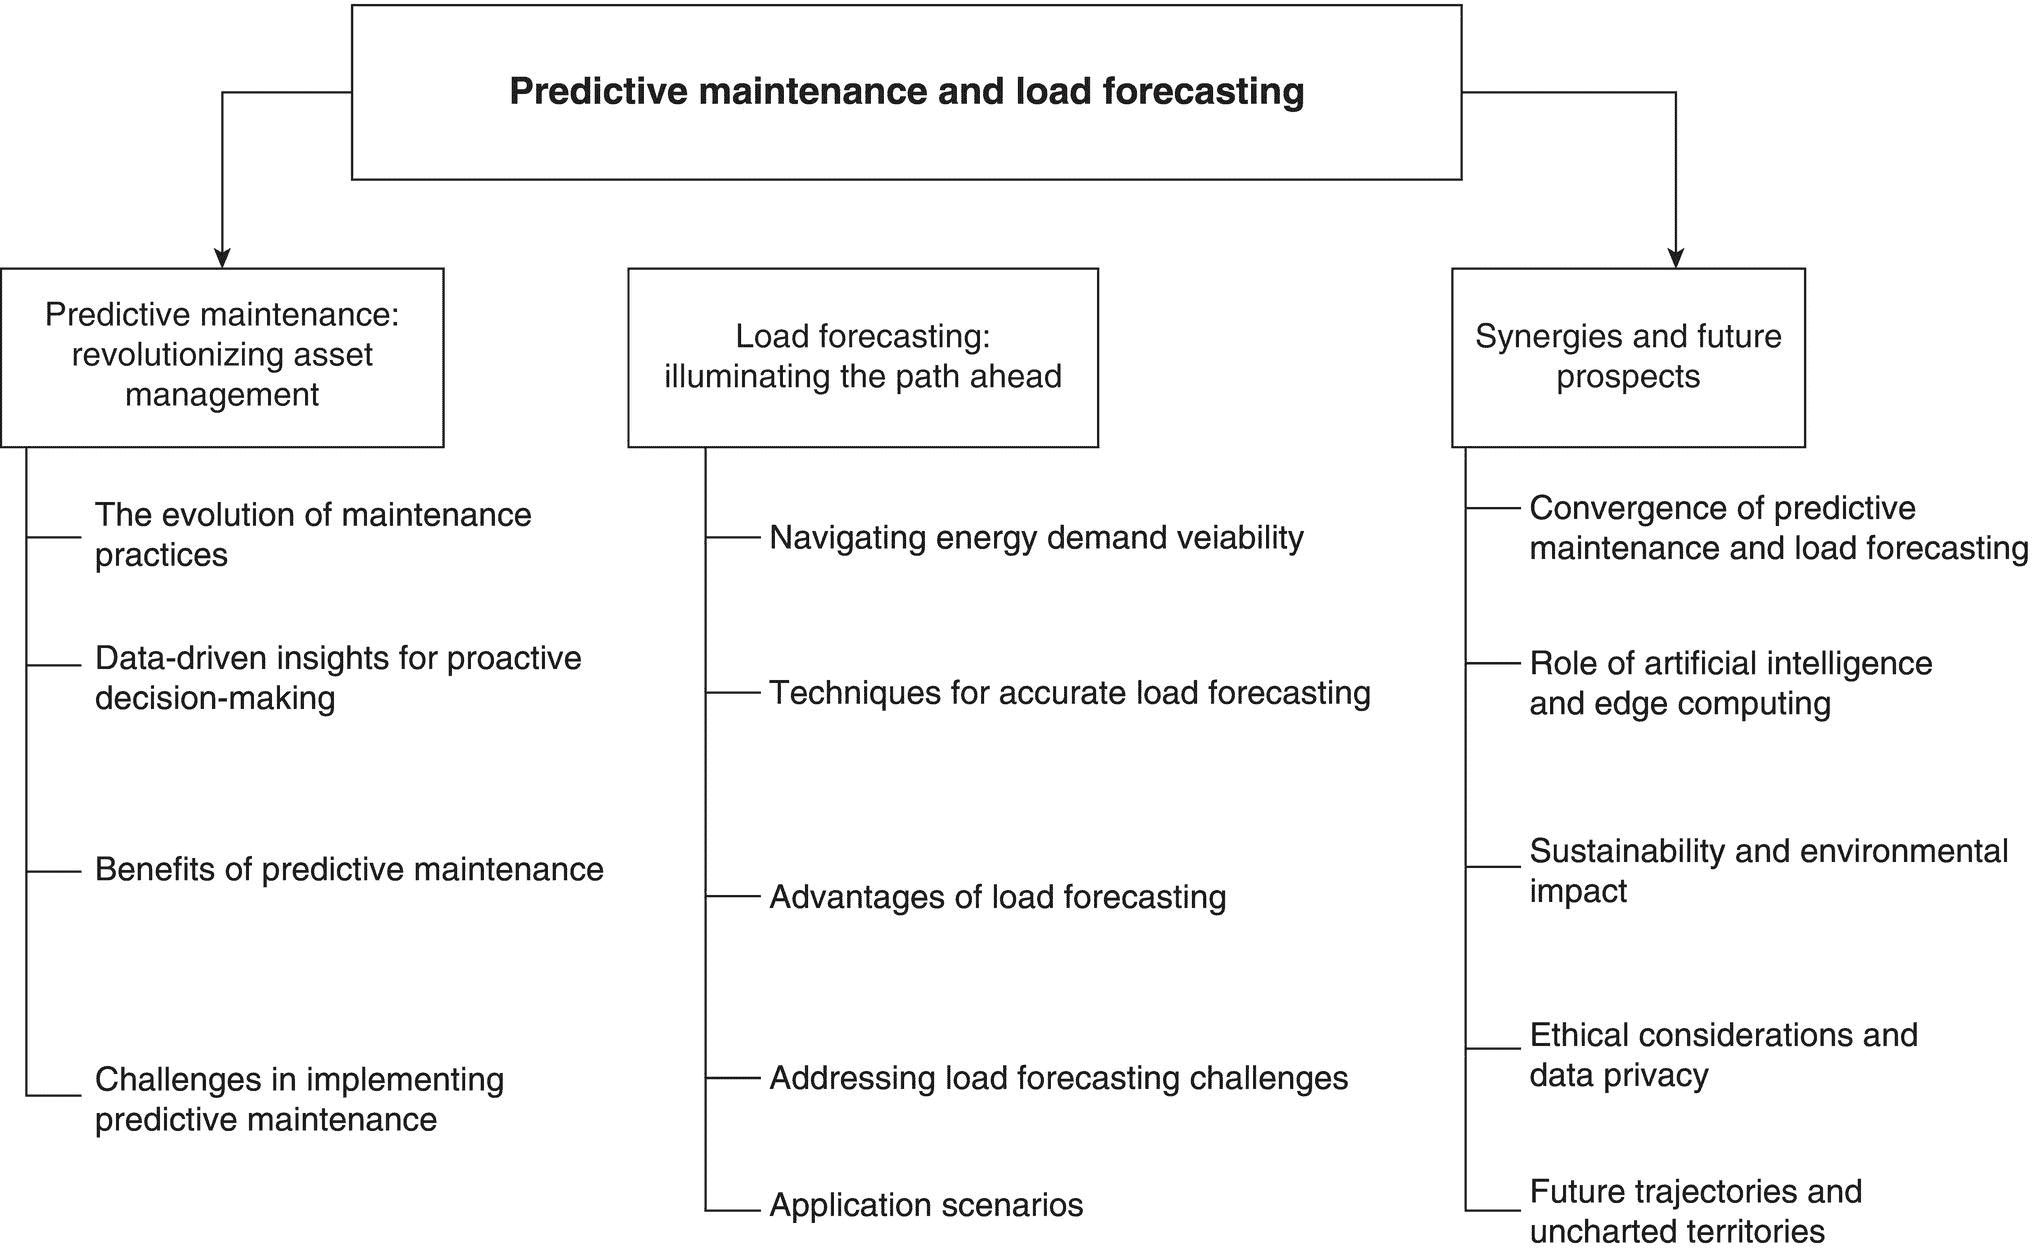 Predictive maintenance and load forecasting
Predictive maintenance:
revolutionizing asset
management
The evolution of maintenance
practices
Data-driven insights for proactive
decision-making
Benefits of predictive maintenance
Challenges in implementing
predictive maintenance
Load forecasting:
illuminating the path ahead
Navigating energy demand veiability
Techniques for accurate load forecasting
Advantages of load forecasting
Addressing load forecasting challenges
Application scenarios
Synergies and future
prospects
Convergence of predictive
maintenance and load forecasting
Role of artificial intelligence
and edge computing
Sustainability and environmental
impact
Ethical considerations and
data privacy
Future trajectories and
uncharted territories